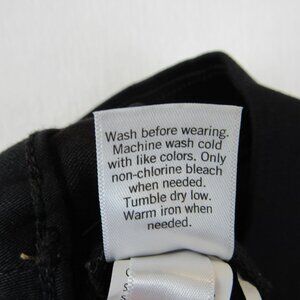 Wash before wearing.
Machine wash cold
with like colors. Only
non-chlorine bleach
when needed.
Tumble dry low.
Warm iron when
needed.